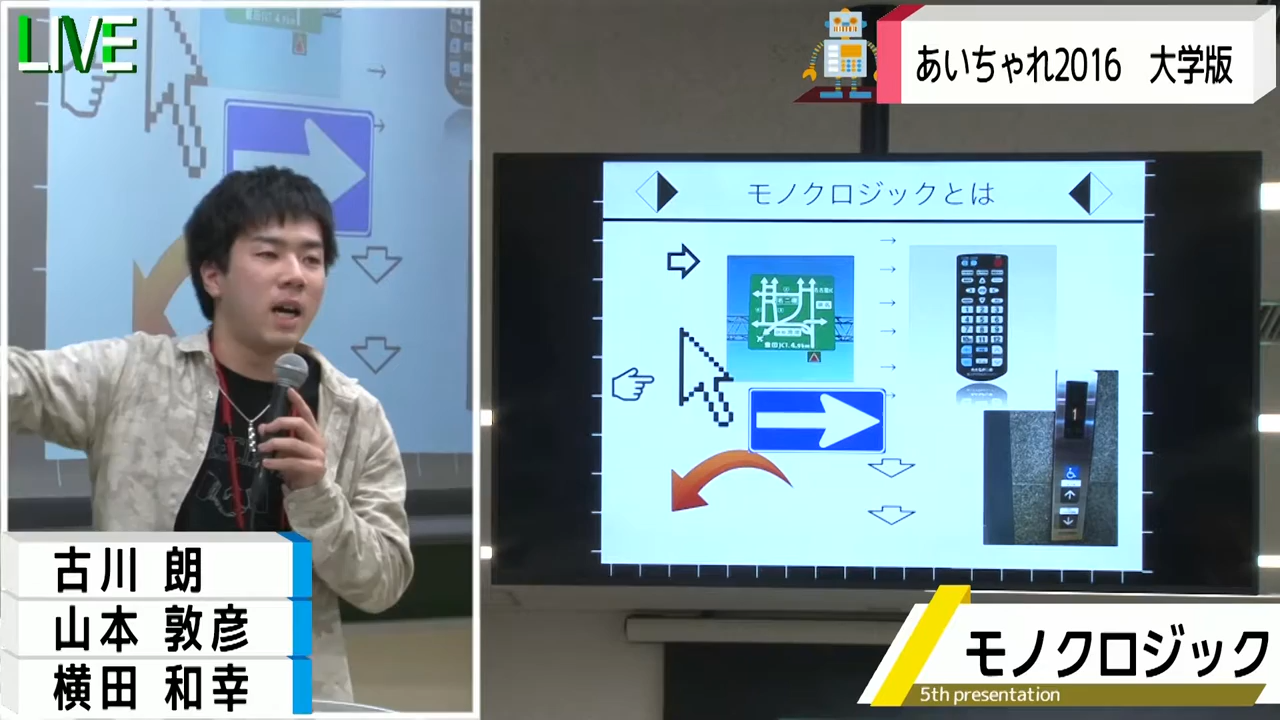 LIVE
あいちゃれ2016 大学版
モノクロジックとは
1
古川 朗
山本 敦彦
横田 和幸
モノクロジック
5th presentation